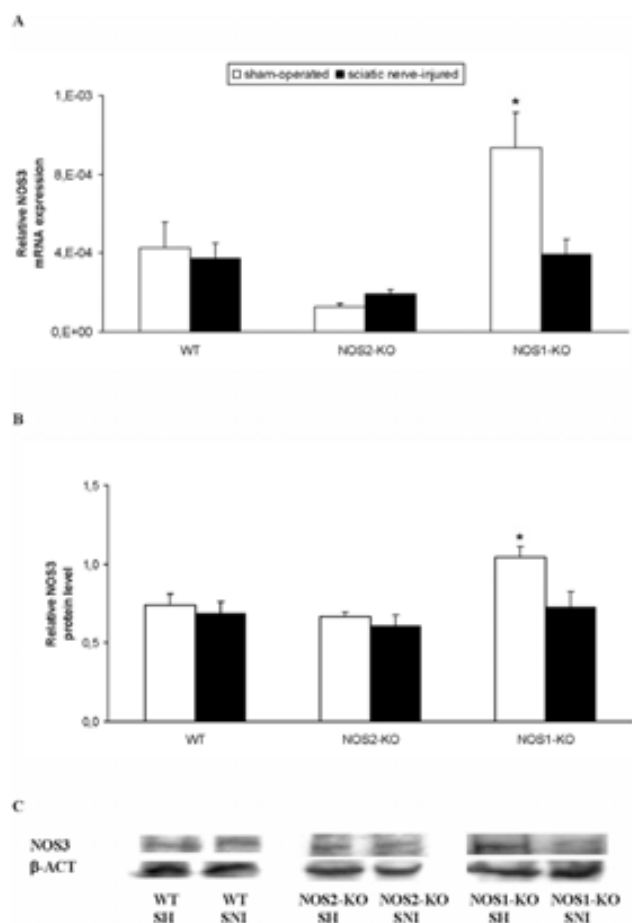 A
sham-operated sciatic nerve-injured
1,E-03
8,E-04
4,E-04
0,E+00
Relative NOS3
mRNA expression
*
WT NOS2-KO NOS1-KO
B
1,5
1,0
0,5
0,0
Relative NOS3
protein level
*
WT NOS2-KO NOS1-KO
C
NOS3
β-ACT
WT WT NOS2-KO NOS2-KO NOS1-KO NOS1-KO
SH SNI SH SNI SH SNI